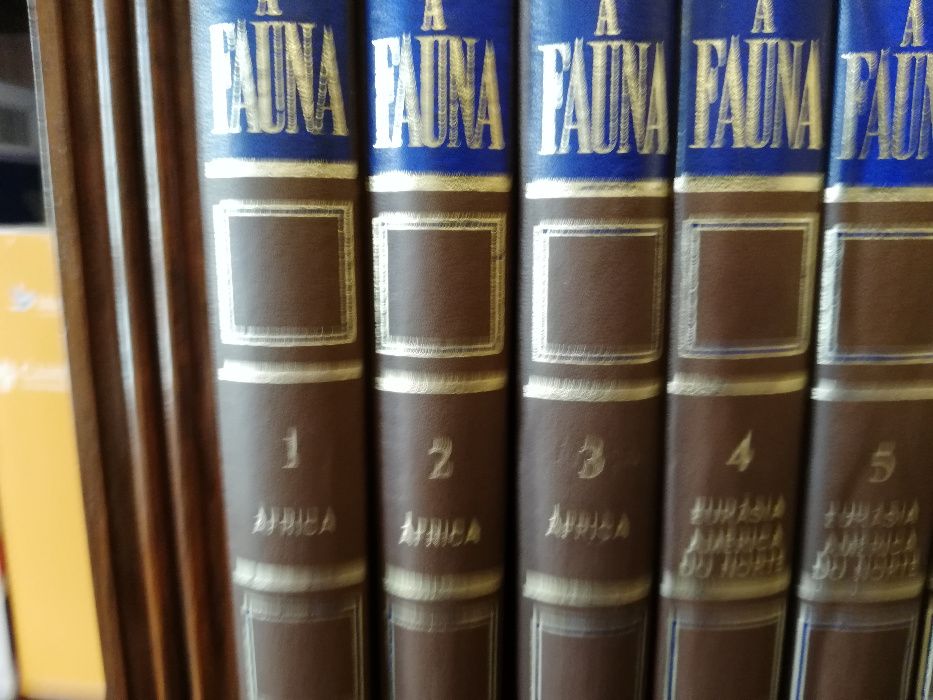 A
FAUNA
1
ÁFRICA
A
FAUNA
2
ÁFRICA
A
FAUNA
3
ÁFRICA
A
FAUNA
4
EURÁSIA
AMÉRICA
DO NORTE
A
FAUNA
5
EURÁSIA
AMÉRICA
DO NORTE